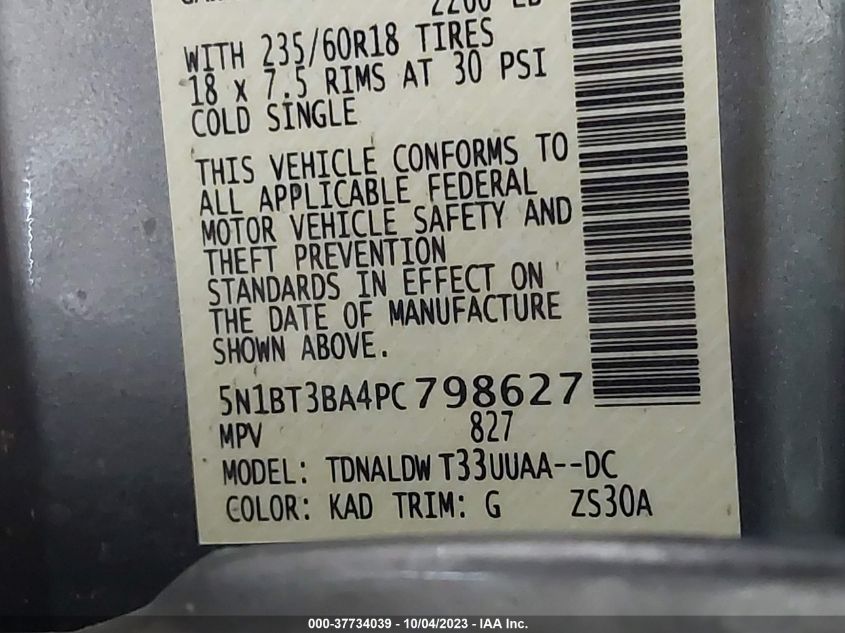 2200 LB
WITH 235/60R18 TIRES
18 x 7.5 RIMS AT 30 PSI
COLD SINGLE
THIS VEHICLE CONFORMS TO
ALL APPLICABLE FEDERAL
MOTOR VEHICLE SAFETY AND
THEFT PREVENTION
STANDARDS IN EFFECT ON
THE DATE OF MANUFACTURE
SHOWN ABOVE.
5N1BT3BA4PC798627
MPV 827
MODEL: TDNALDW T33UUAA--DC
COLOR: KAD TRIM: G ZS30A
000-37734039 - 10/04/2023 - IAA Inc.